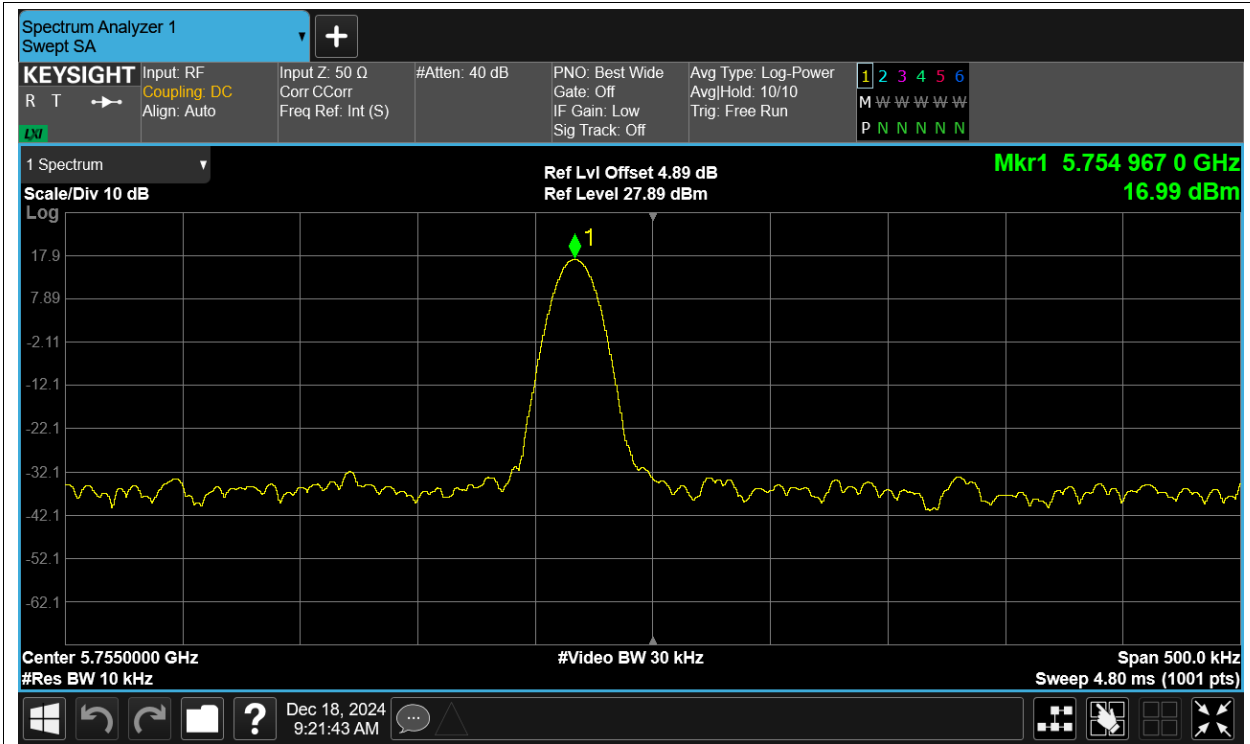 Spectrum Analyzer 1
Swept SA
KEYSIGHT
R T
LXI
Input: RF
Coupling: DC
Align: Auto
Input Z: 50 Ω
Corr CCorr
Freq Ref: Int (S)
#Atten: 40 dB
PNO: Best Wide
Gate: Off
IF Gain: Low
Sig Track: Off
Avg Type: Log-Power
Avg|Hold: 10/10
Trig: Free Run
1 2 3 4 5 6
M W W W W W
P N N N N N
1 Spectrum
Scale/Div 10 dB
Log
Ref Lvl Offset 4.89 dB
Ref Level 27.89 dBm
Mkr1 5.754 967 0 GHz
16.99 dBm
1
17.9
7.89
-2.11
-12.1
-22.1
-32.1
-42.1
-52.1
-62.1
Center 5.7550000 GHz
#Video BW 30 kHz
Span 500.0 kHz
#Res BW 10 kHz
Sweep 4.80 ms (1001 pts)
?
Dec 18, 2024
9:21:43 AM